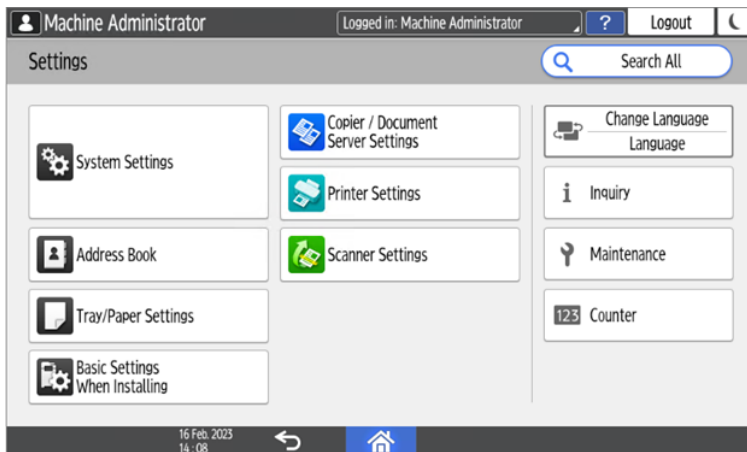 Machine Administrator
Logged in: Machine Administrator
?
Logout
Settings
Search All
System Settings
Copier / Document
Server Settings
Change Language
Language
Printer Settings
i
Inquiry
Address Book
Scanner Settings
Maintenance
Tray/Paper Settings
123
Counter
Basic Settings
When Installing
16 Feb. 2023
14 : 08